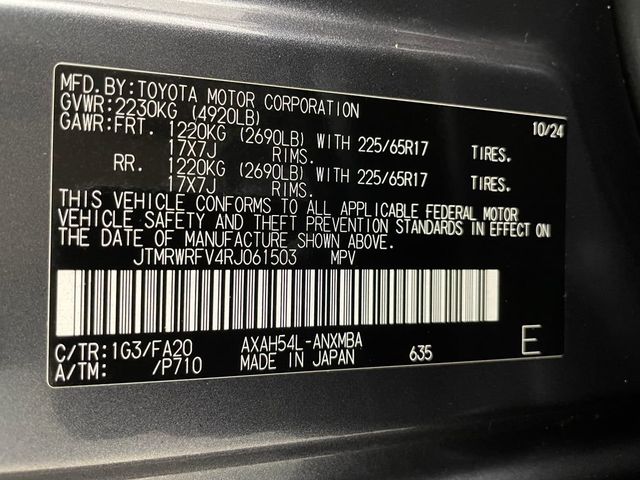 MFD.BY:TOYOTA MOTOR CORPORATION
GVWR:2230KG (4920LB) 10/24
GAWR:FRT. 1220KG (2690LB) WITH 225/65R17
17X7J RIMS. TIRES.
RR. 1220KG (2690LB) WITH 225/65R17
17X7J RIMS. TIRES.
THIS VEHICLE CONFORMS TO ALL APPLICABLE FEDERAL MOTOR
VEHICLE SAFETY AND THEFT PREVENTION STANDARDS IN EFFECT ON
THE DATE OF MANUFACTURE SHOWN ABOVE.
JTMRWRFV4RJ061503 MPV
C/TR:1G3/FA20 AXAH54L-ANXMBA
A/TM: /P710 MADE IN JAPAN 635 E